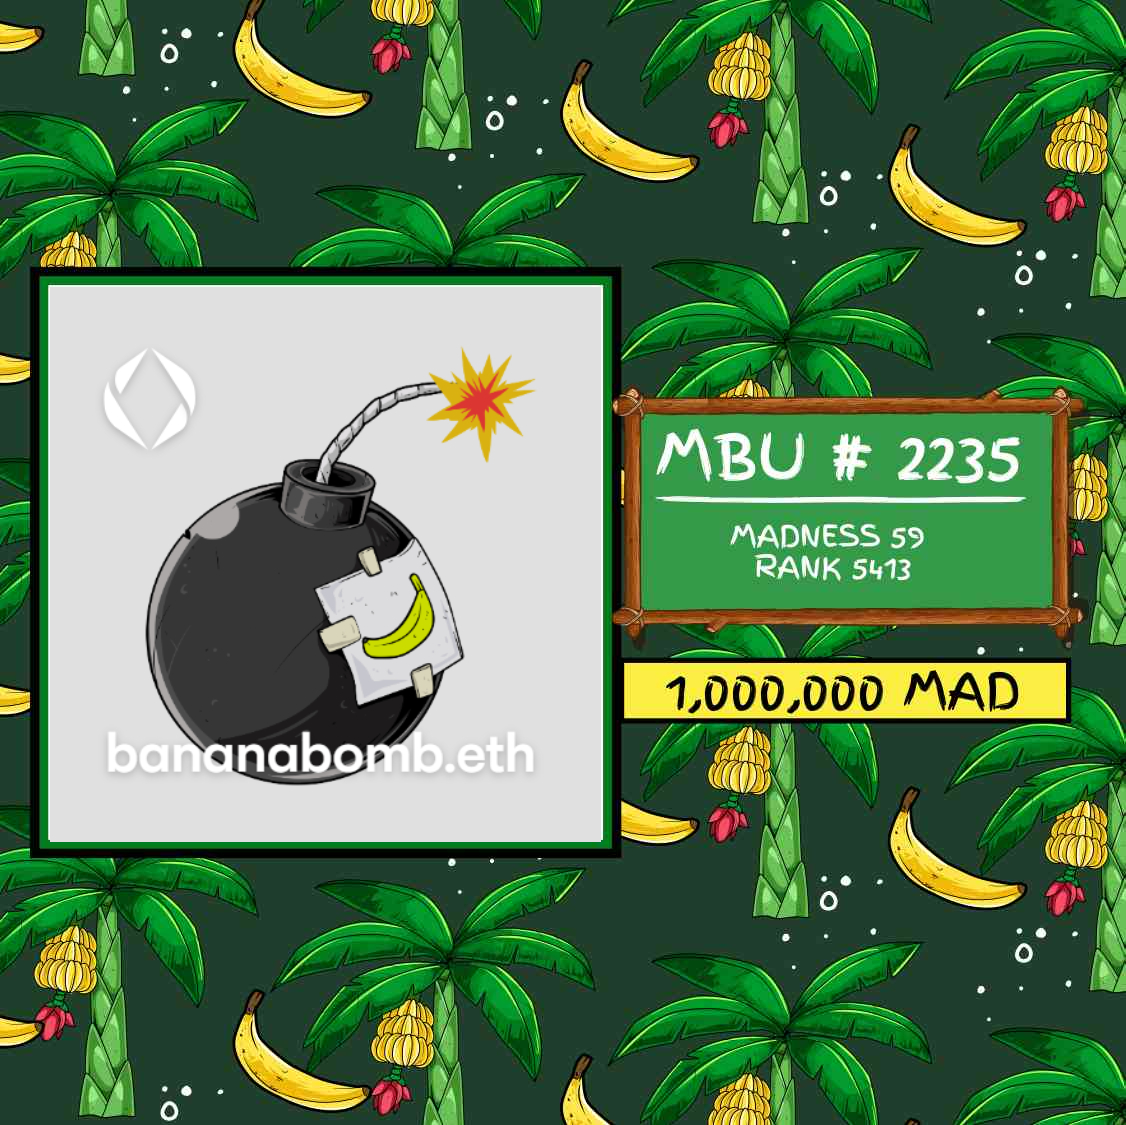 bananabomb.eth
MBU # 2235
MADNESS 59
RANK 5413
1,000,000 MAD